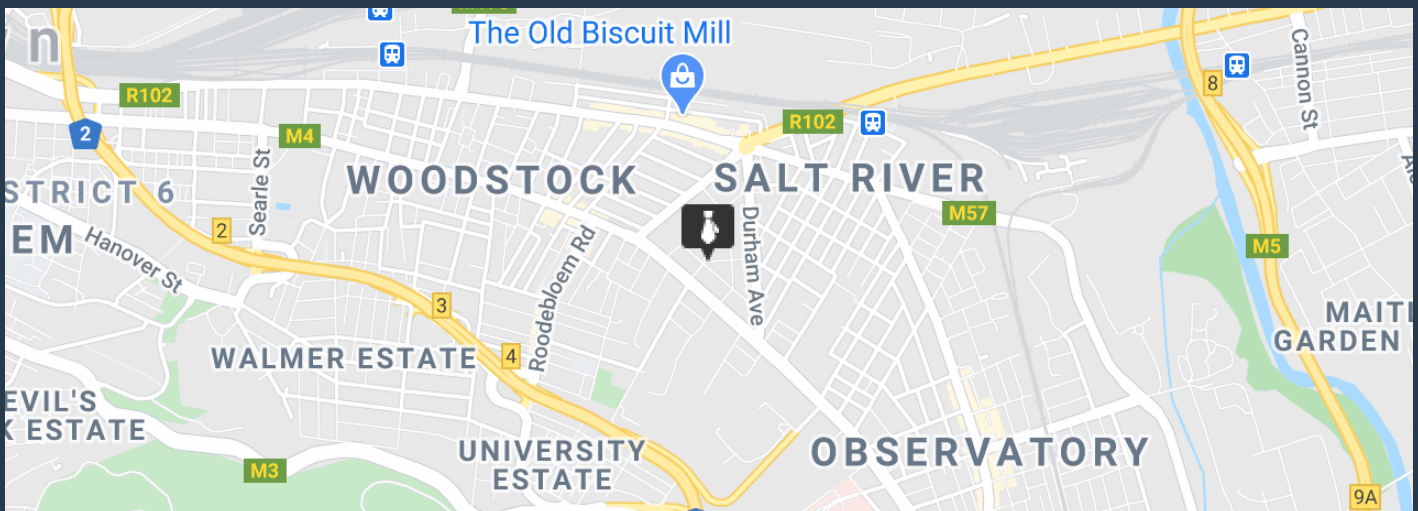 n
The Old Biscuit Mill
R102
2
M4
Searle St
STRICT 6
EM
Hanover St
2
WOODSTOCK
Roodebloem Rd
3
WALMER ESTATE
4
EVIL'S
K ESTATE
M3
UNIVERSITY
ESTATE
R102
SALT RIVER
Durham Ave
M57
OBSERVATORY
8
Cannon St
M5
MAITI
GARDEN
9A